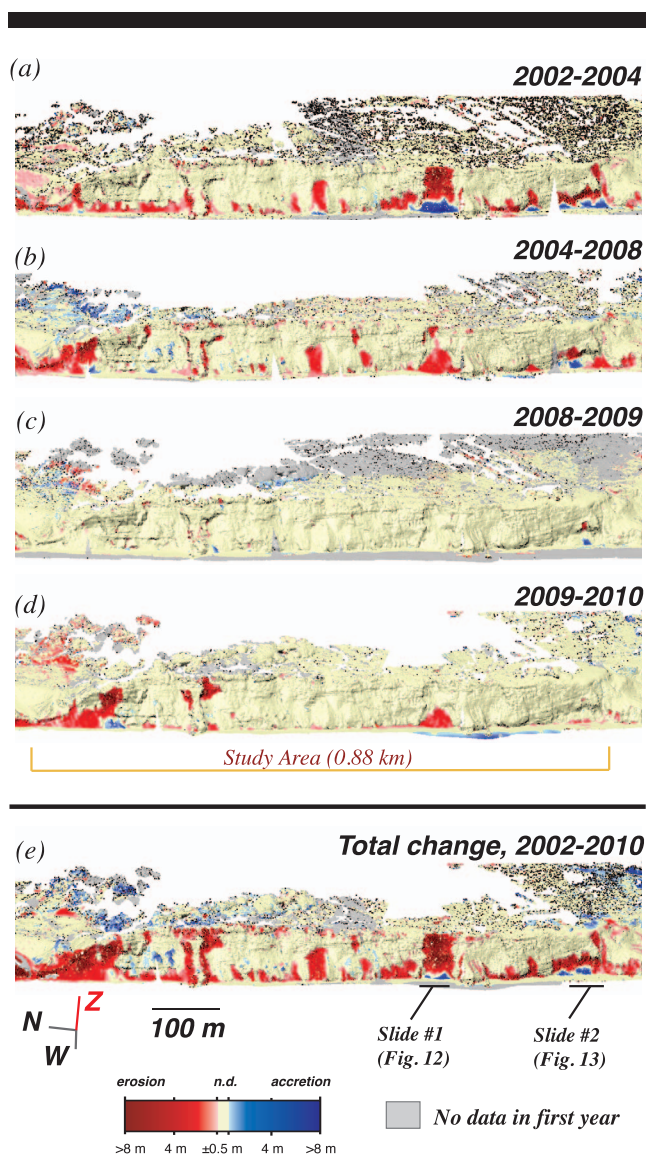 (a)
2002-2004
(b)
2004-2008
(c)
2008-2009
(d)
2009-2010
Study Area (0.88 km)
(e)
Total change, 2002-2010
Z
N
W
100 m
Slide #1
(Fig. 12)
Slide #2
(Fig. 13)
erosion n.d. accretion
>8 m 4 m ±0.5 m 4 m >8 m
No data in first year